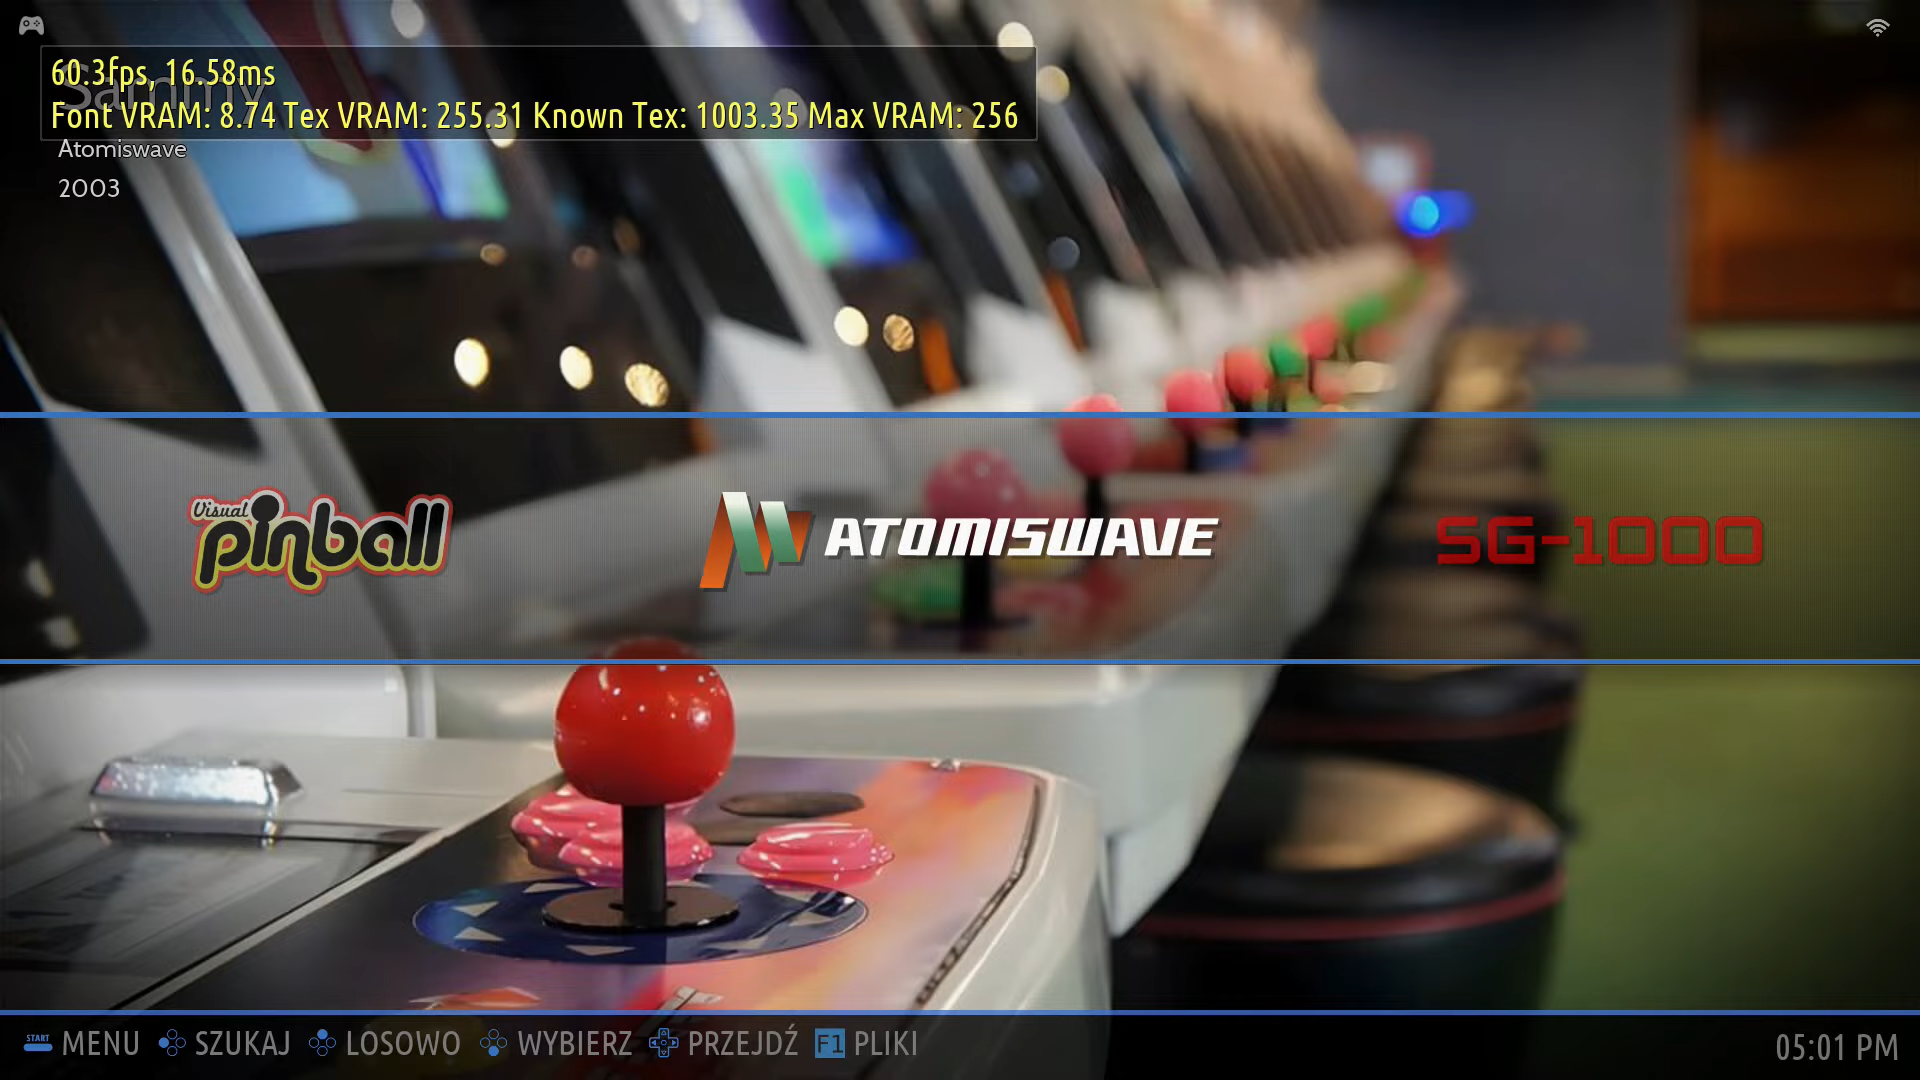 60.3fps, 16.58ms
Sammy
Font VRAM: 8.74 Tex VRAM: 255.31 Known Tex: 1003.35 Max VRAM: 256
Atomiswave
2003
Visual pinball
ATOMISWAVE
SG-1000
START MENU SZUKAJ LOSOWO WYBIERZ PRZEJDŹ F1 PLIKI
05:01 PM